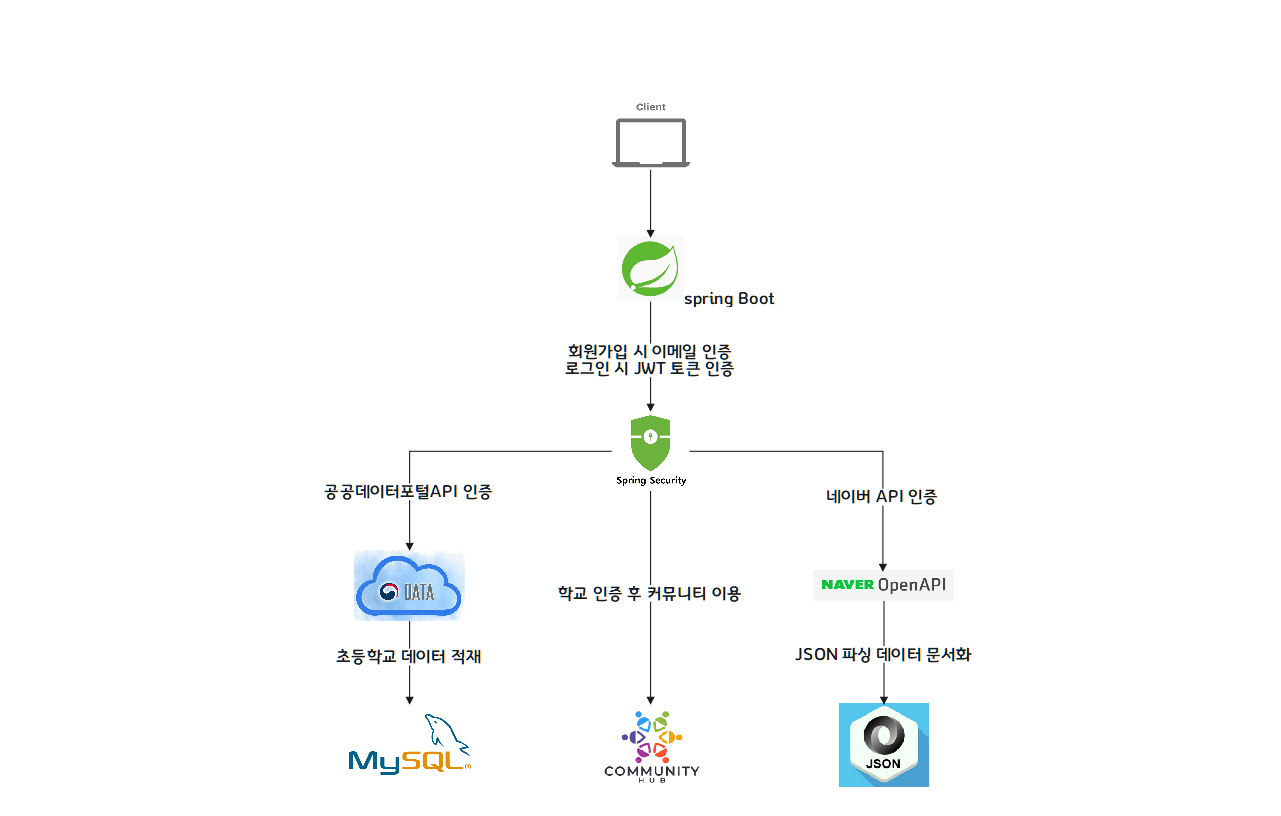 Client
spring Boot
회원가입 시 이메일 인증
로그인 시 JWT 토큰 인증
Spring Security
공공데이터포털API 인증
네이버 API 인증
DATA
NAVER OpenAPI
학교 인증 후 커뮤니티 이용
초등학교 데이터 적재
JSON 파싱 데이터 문서화
MySQL
COMMUNITY
HUB
JSON